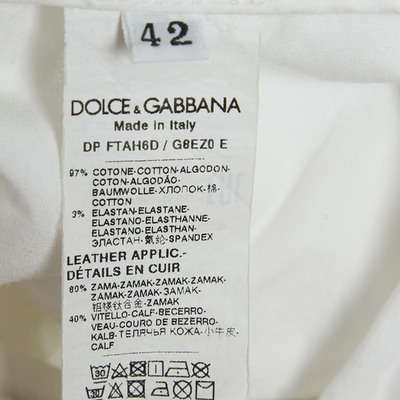 42
DOLCE & GABBANA
Made in Italy
DP FTAH6D / G8EZ0 E
97% COTONE-COTTON-ALGODON-
COTON-ALGODÃO-
BAUMWOLLE-ХЛОПОК-棉-
COTTON
3% ELASTAN-ELASTANE-
ELASTANO-ELASTHANNE-
ELASTANO-ELASTHAN-
ЭЛАСТАН-氨纶-SPANDEX
LEATHER APPLIC.-
DÉTAILS EN CUIR
60% ZAMA-ZAMAK-ZAMAK-ZAMAK-
ZAMAK-ZAMAK-ЗАМАК-
-ZAMAK
40% VITELLO-CALF-BECERRO-
VEAU-COURO DE BEZERRO-
KALB-ТЕЛЯЧЬЯ КОЖА-小牛皮-
CALF